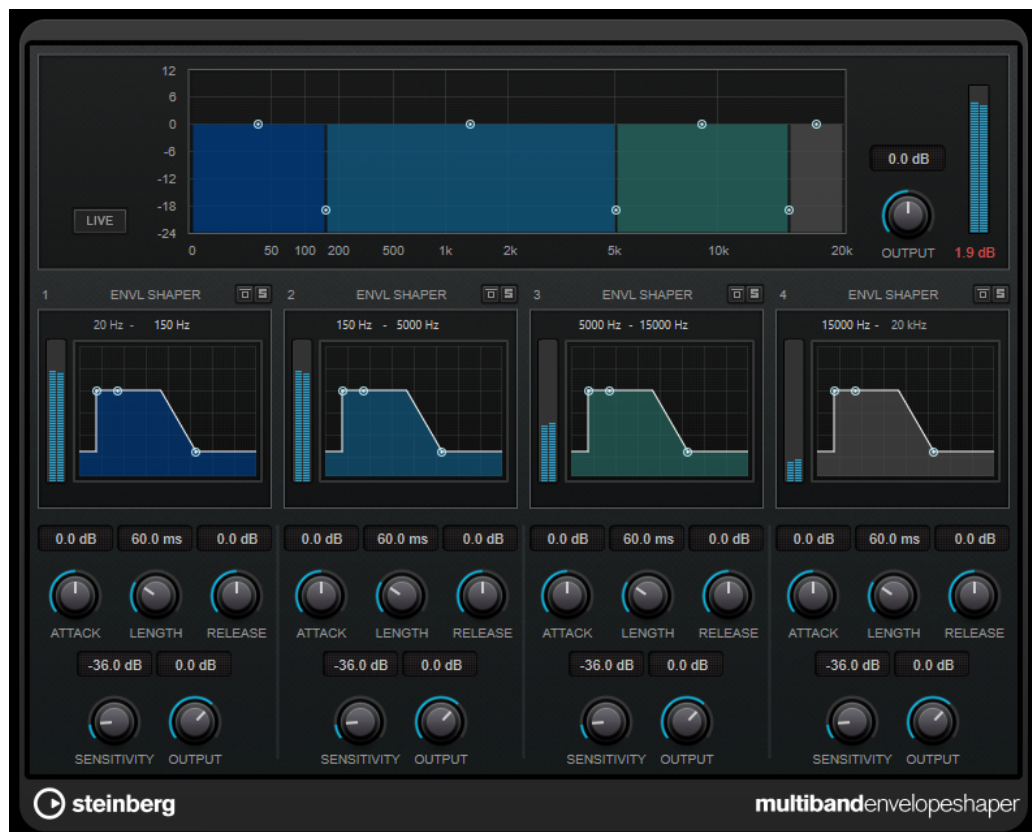 12
6
0
-6
-12
-18
-24
LIVE
0 50 100 200 500 1k 2k 5k 10k 20k
0.0 dB
OUTPUT 1.9 dB
1 ENVL SHAPER S 2 ENVL SHAPER S 3 ENVL SHAPER S 4 ENVL SHAPER S
20 Hz - 150 Hz 150 Hz - 5000 Hz 5000 Hz - 15000 Hz 15000 Hz - 20 kHz
0.0 dB 60.0 ms 0.0 dB 0.0 dB 60.0 ms 0.0 dB 0.0 dB 60.0 ms 0.0 dB 0.0 dB 60.0 ms 0.0 dB
ATTACK LENGTH RELEASE ATTACK LENGTH RELEASE ATTACK LENGTH RELEASE ATTACK LENGTH RELEASE
-36.0 dB 0.0 dB -36.0 dB 0.0 dB -36.0 dB 0.0 dB -36.0 dB 0.0 dB
SENSITIVITY OUTPUT SENSITIVITY OUTPUT SENSITIVITY OUTPUT SENSITIVITY OUTPUT
steinberg multibandenvelopeshaper